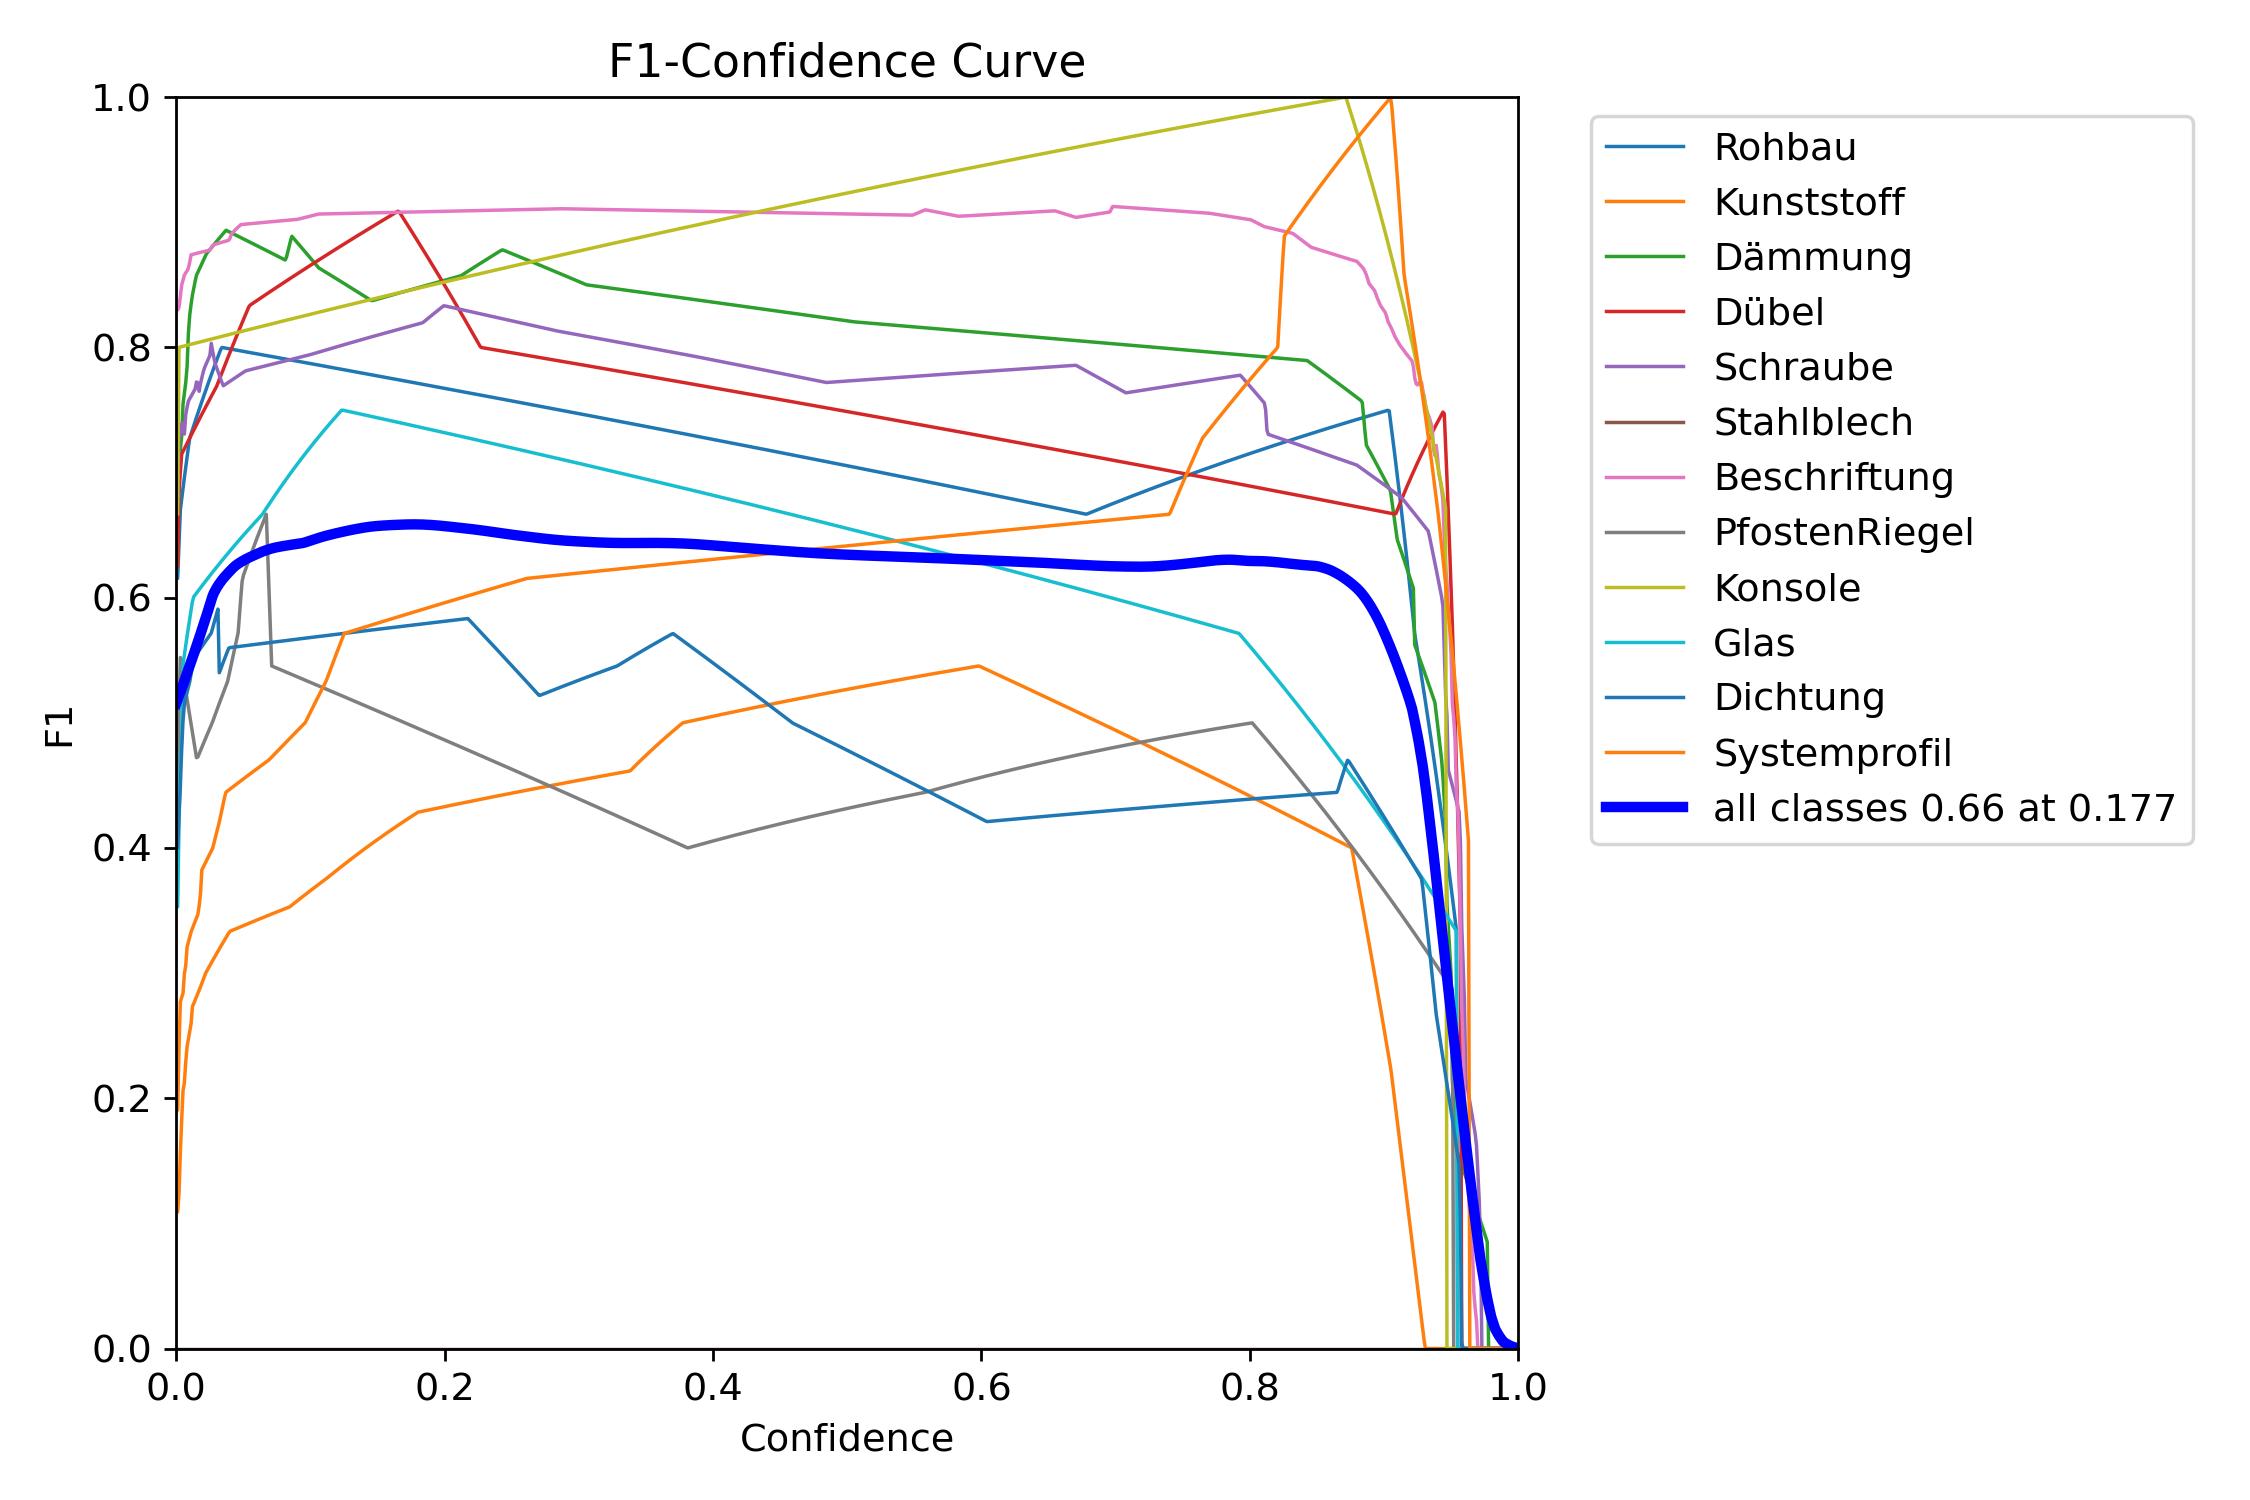 F1-Confidence Curve
1.0
0.8
0.6
0.4
0.2
0.0
F1
0.0 0.2 0.4 0.6 0.8 1.0
Confidence
Rohbau
Kunststoff
Dämmung
Dübel
Schraube
Stahlblech
Beschriftung
PfostenRiegel
Konsole
Glas
Dichtung
Systemprofil
all classes 0.66 at 0.177